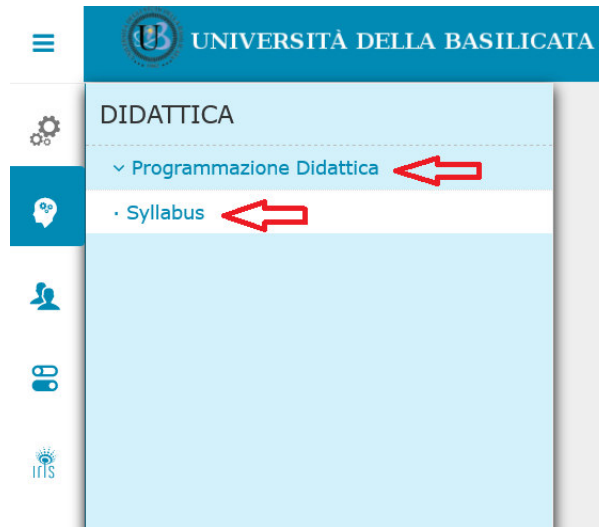 UNIVERSITÀ DELLA BASILICATA
DIDATTICA
Programmazione Didattica
Syllabus
IRIS